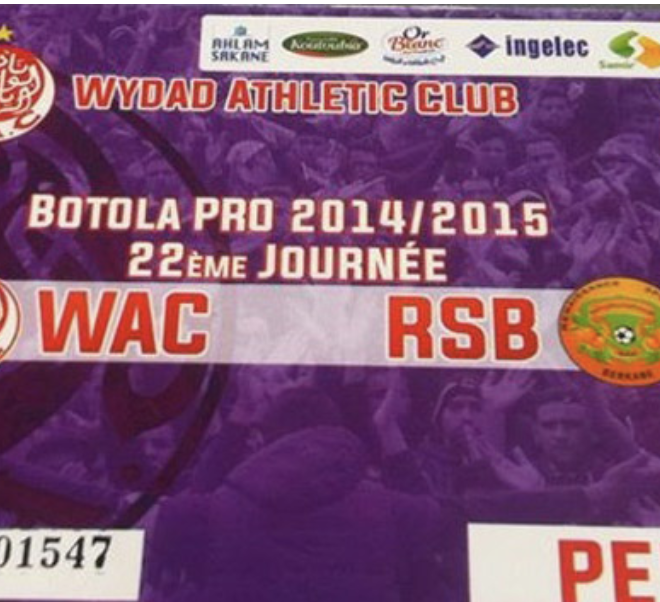 AHLAM
SAKANE
Koutoubia
Or
Blanc
ingelec
Samir
WYDAD ATHLETIC CLUB
BOTOLA PRO 2014/2015
22ÈME JOURNÉE
WAC RSB
BERKANE
01547
PE